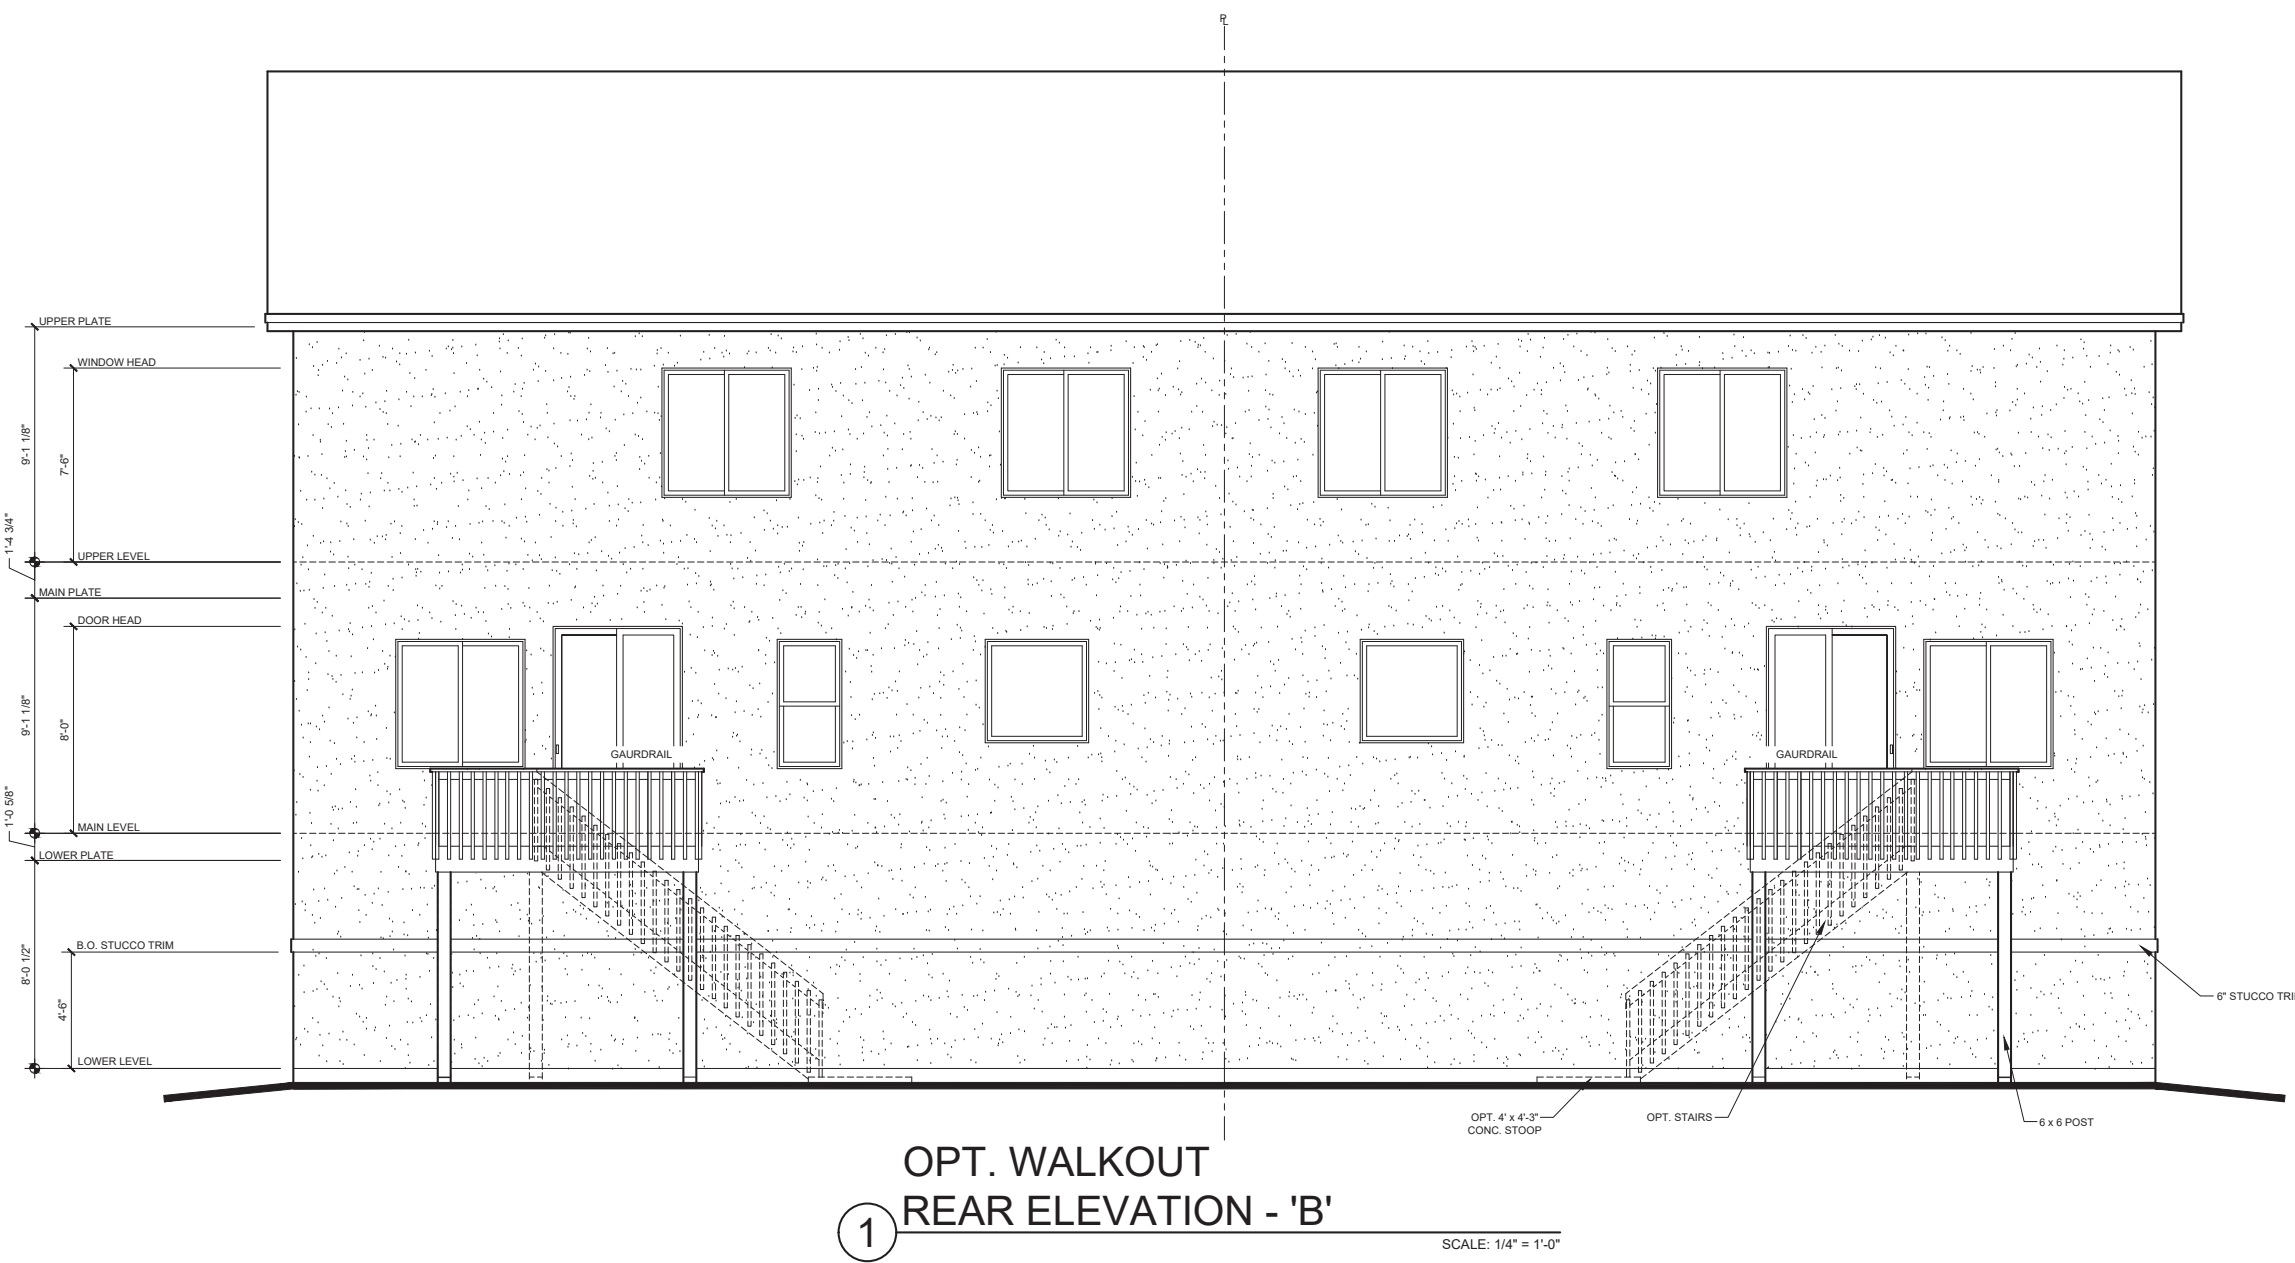 PL
UPPER PLATE
WINDOW HEAD
9'-1 1/8"
7'-6"
1'-4 3/4"
UPPER LEVEL
MAIN PLATE
DOOR HEAD
9'-1 1/8"
8'-0"
GAURDRAIL
GAURDRAIL
1'-0 5/8"
MAIN LEVEL
LOWER PLATE
8'-0 1/2"
B.O. STUCCO TRIM
4'-6"
6" STUCCO TRI
LOWER LEVEL
OPT. 4' x 4'-3"
CONC. STOOP
OPT. STAIRS
6 x 6 POST
OPT. WALKOUT
1 REAR ELEVATION - 'B'
SCALE: 1/4" = 1'-0"